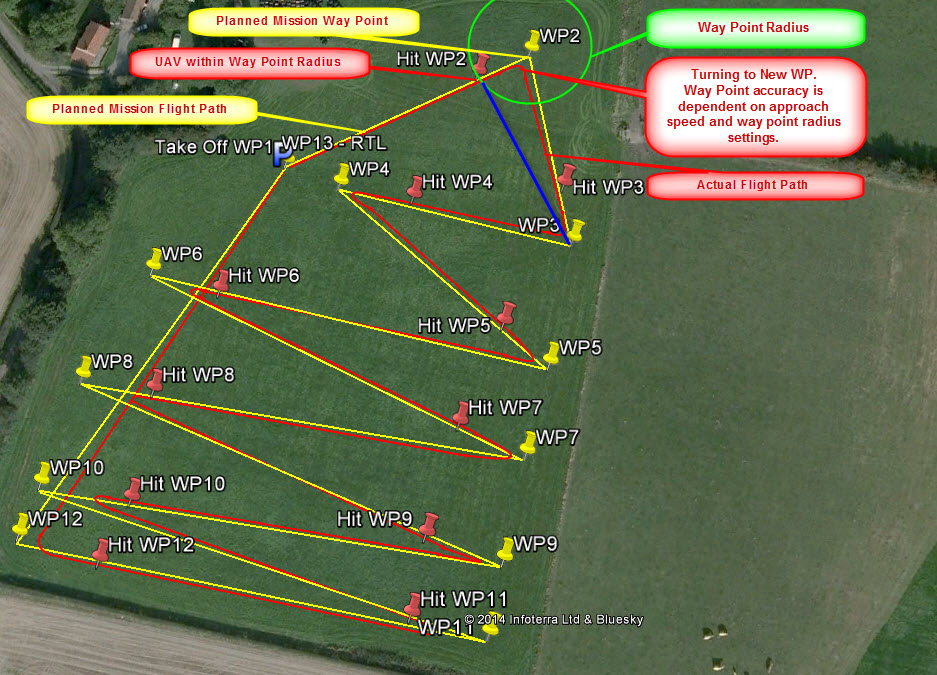 Planned Mission Way Point
Way Point Radius
WP2
Hit WP2
UAV within Way Point Radius
Turning to New WP.
Way Point accuracy is
dependent on approach
speed and way point radius
settings.
Planned Mission Flight Path
Take Off WP1
WP13 - RTL
WP4
Hit WP4
Hit WP3
Actual Flight Path
WP3
WP6
Hit WP6
Hit WP5
WP5
WP8
Hit WP8
Hit WP7
WP7
WP10
Hit WP10
WP12
Hit WP9
Hit WP12
WP9
Hit WP11
© 2014 Infoterra Ltd & Bluesky
WP11